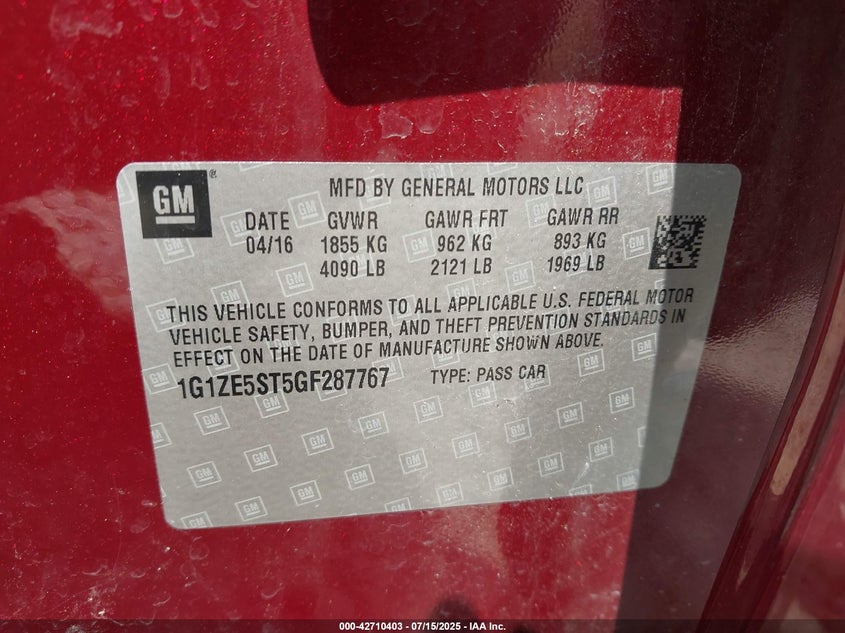 GM ®
MFD BY GENERAL MOTORS LLC
DATE GVWR GAWR FRT GAWR RR
04/16 1855 KG 962 KG 893 KG
4090 LB 2121 LB 1969 LB
THIS VEHICLE CONFORMS TO ALL APPLICABLE U.S. FEDERAL MOTOR
VEHICLE SAFETY, BUMPER, AND THEFT PREVENTION STANDARDS IN
EFFECT ON THE DATE OF MANUFACTURE SHOWN ABOVE.
1G1ZE5ST5GF287767 TYPE: PASS CAR
000-42710403 - 07/15/2025 - IAA Inc.